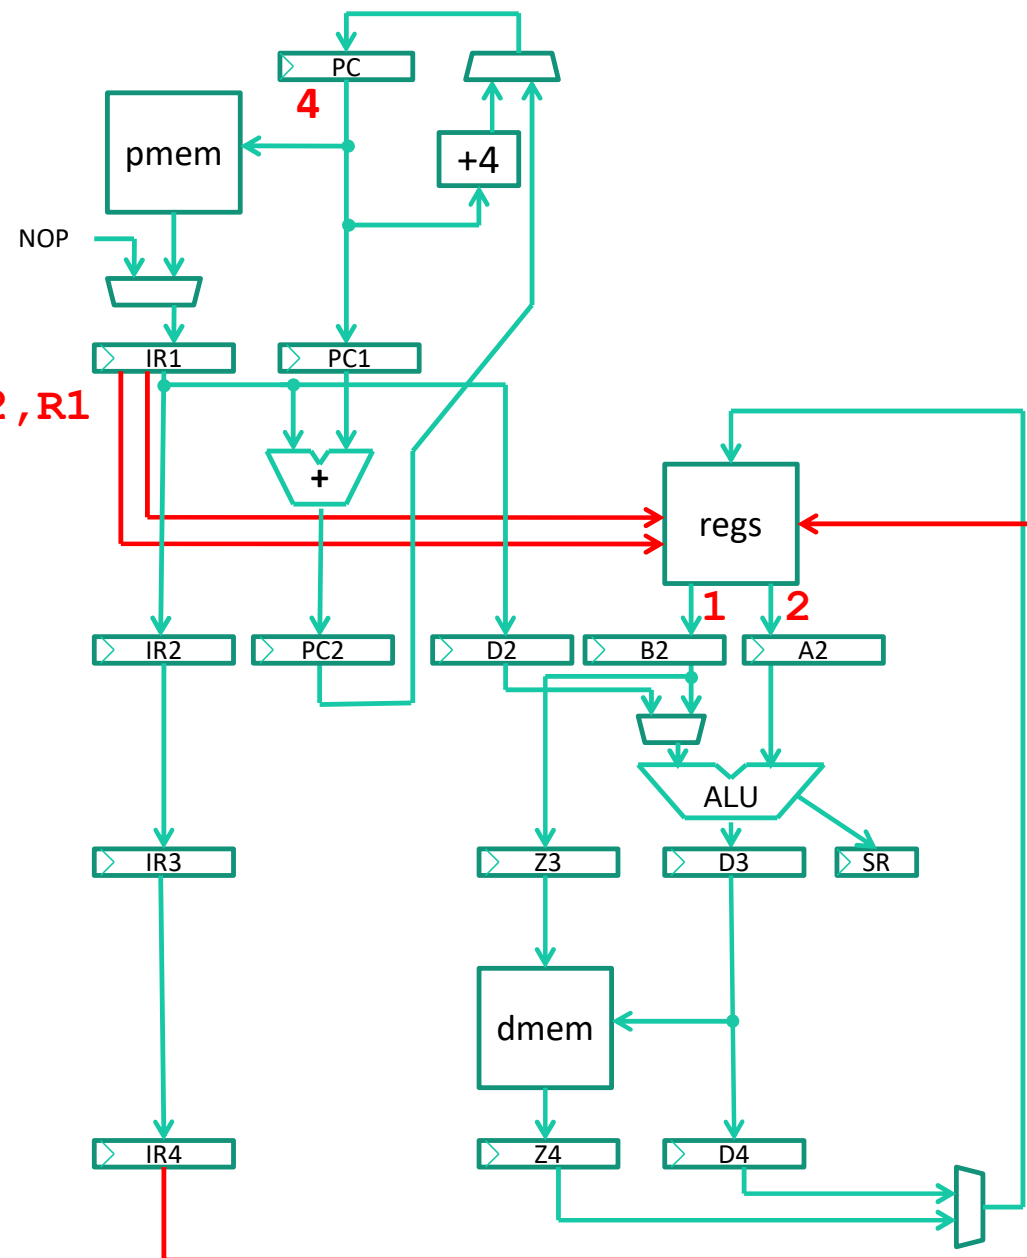 PC
4
pmem
+4
NOP
IR1
PC1
2,R1
+
regs
1
2
IR2
PC2
D2
B2
A2
ALU
IR3
Z3
D3
SR
dmem
IR4
Z4
D4